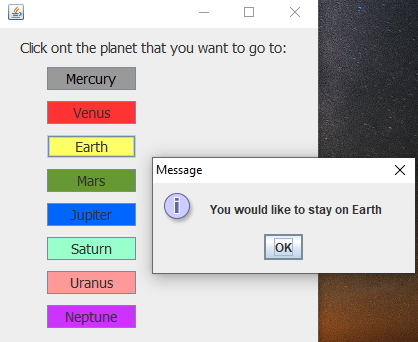 Click ont the planet that you want to go to:
Mercury
Venus
Earth
Mars
Jupiter
Saturn
Uranus
Neptune
Message
You would like to stay on Earth
OK